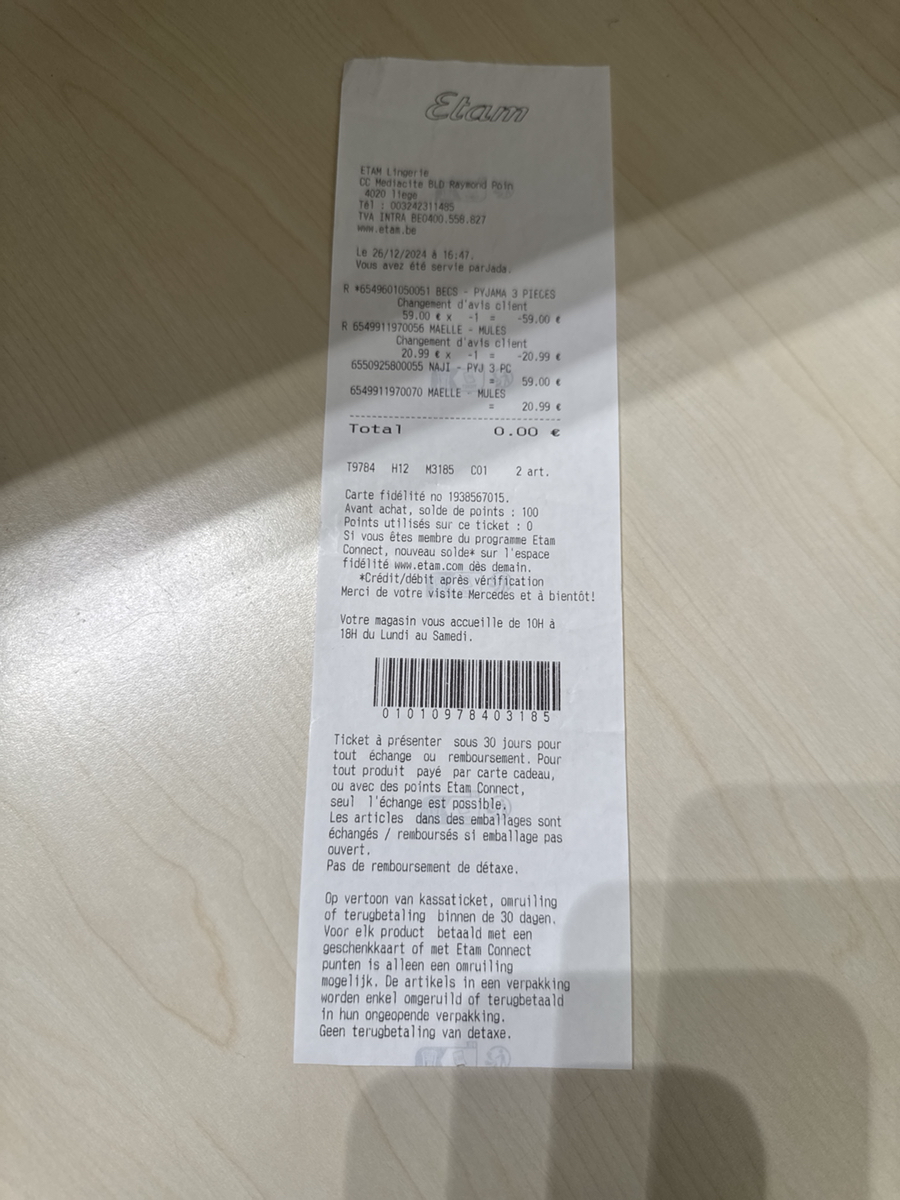 Etam
ETAM Lingerie
CC Mediacite BLD Raymond Poin
4020 liege
Tél : 003242311485
TVA INTRA BE0400.558.827
www.etam.be
Le 26/12/2024 à 16:47.
Vous avez été servie parJada.
R *6549601050051 BECS - PYJAMA 3 PIECES
Changement d'avis client
59.00 € x -1 = -59.00 €
R 6549911970056 MAELLE - MULES
Changement d'avis client
20.99 € x -1 = -20.99 €
6550925800055 NAJI - PYJ 3 PC
= 59.00 €
6549911970070 MAELLE - MULES
= 20.99 €
Total 0.00 €
T9784 H12 M3185 C01 2 art.
Carte fidélité no 1938567015.
Avant achat, solde de points : 100
Points utilisés sur ce ticket : 0
Si vous êtes membre du programme Etam
Connect, nouveau solde* sur l'espace
fidélité www.etam.com dès demain.
*Crédit/débit après vérification
Merci de votre visite Mercedes et à bientôt!
Votre magasin vous accueille de 10H à
18H du Lundi au Samedi.
01010978403185
Ticket à présenter sous 30 jours pour
tout échange ou remboursement. Pour
tout produit payé par carte cadeau,
ou avec des points Etam Connect,
seul l'échange est possible.
Les articles dans des emballages sont
échangés / remboursés si emballage pas
ouvert.
Pas de remboursement de détaxe.
Op vertoon van kassaticket, omruiling
of terugbetaling binnen de 30 dagen.
Voor elk product betaald met een
geschenkkaart of met Etam Connect
punten is alleen een omruiling
mogelijk. De artikels in een verpakking
worden enkel omgeruild of terugbetaald
in hun ongeopende verpakking.
Geen terugbetaling van detaxe.